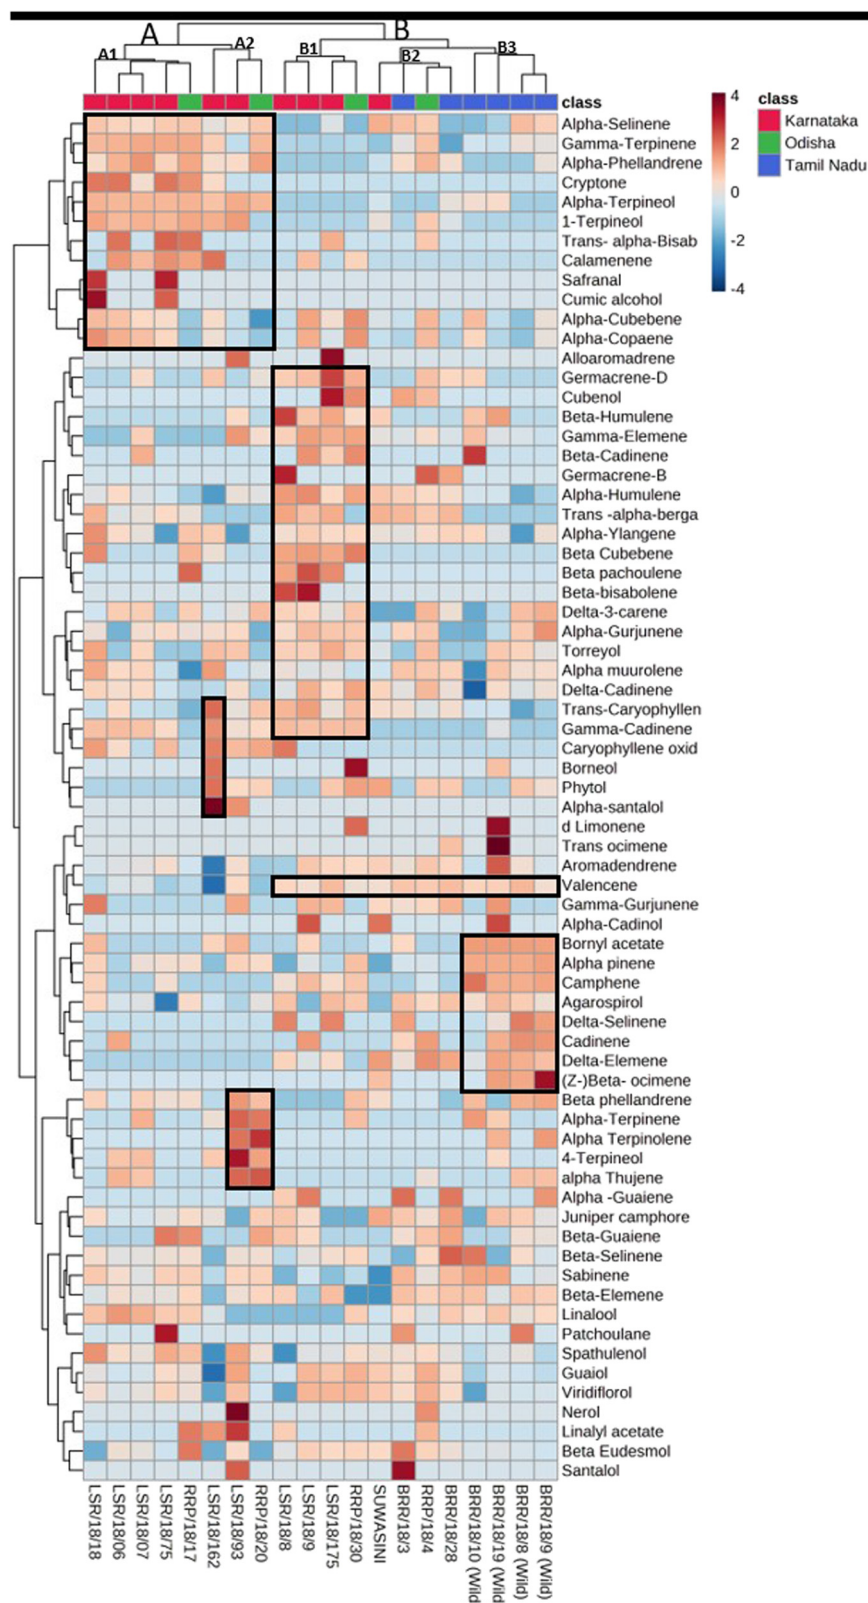 A
B
A1
A2
B1
B2
B3
class
Alpha-Selinene
Gamma-Terpinene
Alpha-Phellandrene
Cryptone
Alpha-Terpineol
1-Terpineol
Trans- alpha-Bisab
Calamenene
Safranal
Cumic alcohol
Alpha-Cubebene
Alpha-Copaene
Alloaromadrene
Germacrene-D
Cubenol
Beta-Humulene
Gamma-Elemene
Beta-Cadinene
Germacrene-B
Alpha-Humulene
Trans -alpha-berga
Alpha-Ylangene
Beta Cubebene
Beta pachoulene
Beta-bisabolene
Delta-3-carene
Alpha-Gurjunene
Torreyol
Alpha muurolene
Delta-Cadinene
Trans-Caryophyllen
Gamma-Cadinene
Caryophyllene oxid
Borneol
Phytol
Alpha-santalol
d Limonene
Trans ocimene
Aromadendrene
Valencene
Gamma-Gurjunene
Alpha-Cadinol
Bornyl acetate
Alpha pinene
Camphene
Agarospirol
Delta-Selinene
Cadinene
Delta-Elemene
(Z-)Beta- ocimene
Beta phellandrene
Alpha-Terpinene
Alpha Terpinolene
4-Terpineol
alpha Thujene
Alpha -Guaiene
Juniper camphore
Beta-Guaiene
Beta-Selinene
Sabinene
Beta-Elemene
Linalool
Patchoulane
Spathulenol
Guaiol
Viridiflorol
Nerol
Linalyl acetate
Beta Eudesmol
Santalol
4
2
0
-2
-4
class
Karnataka
Odisha
Tamil Nadu
LSR/18/18
LSR/18/06
LSR/18/07
LSR/18/75
RRP/18/17
LSR/18/162
LSR/18/93
RRP/18/20
LSR/18/8
LSR/18/9
LSR/18/175
RRP/18/30
SUWASINI
BRR/18/3
RRP/18/4
BRR/18/28
BRR/18/10 (Wild
BRR/18/19 (Wild)
BRR/18/8 (Wild)
BRR/18/9 (Wild)